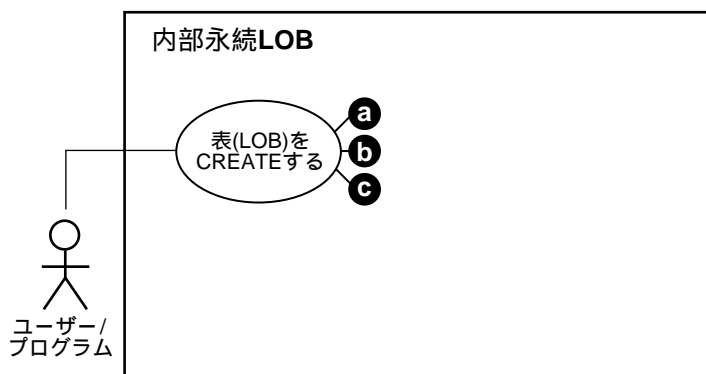 内部永続LOB
表(LOB)を
CREATEする
a
b
c
ユーザー/
プログラム